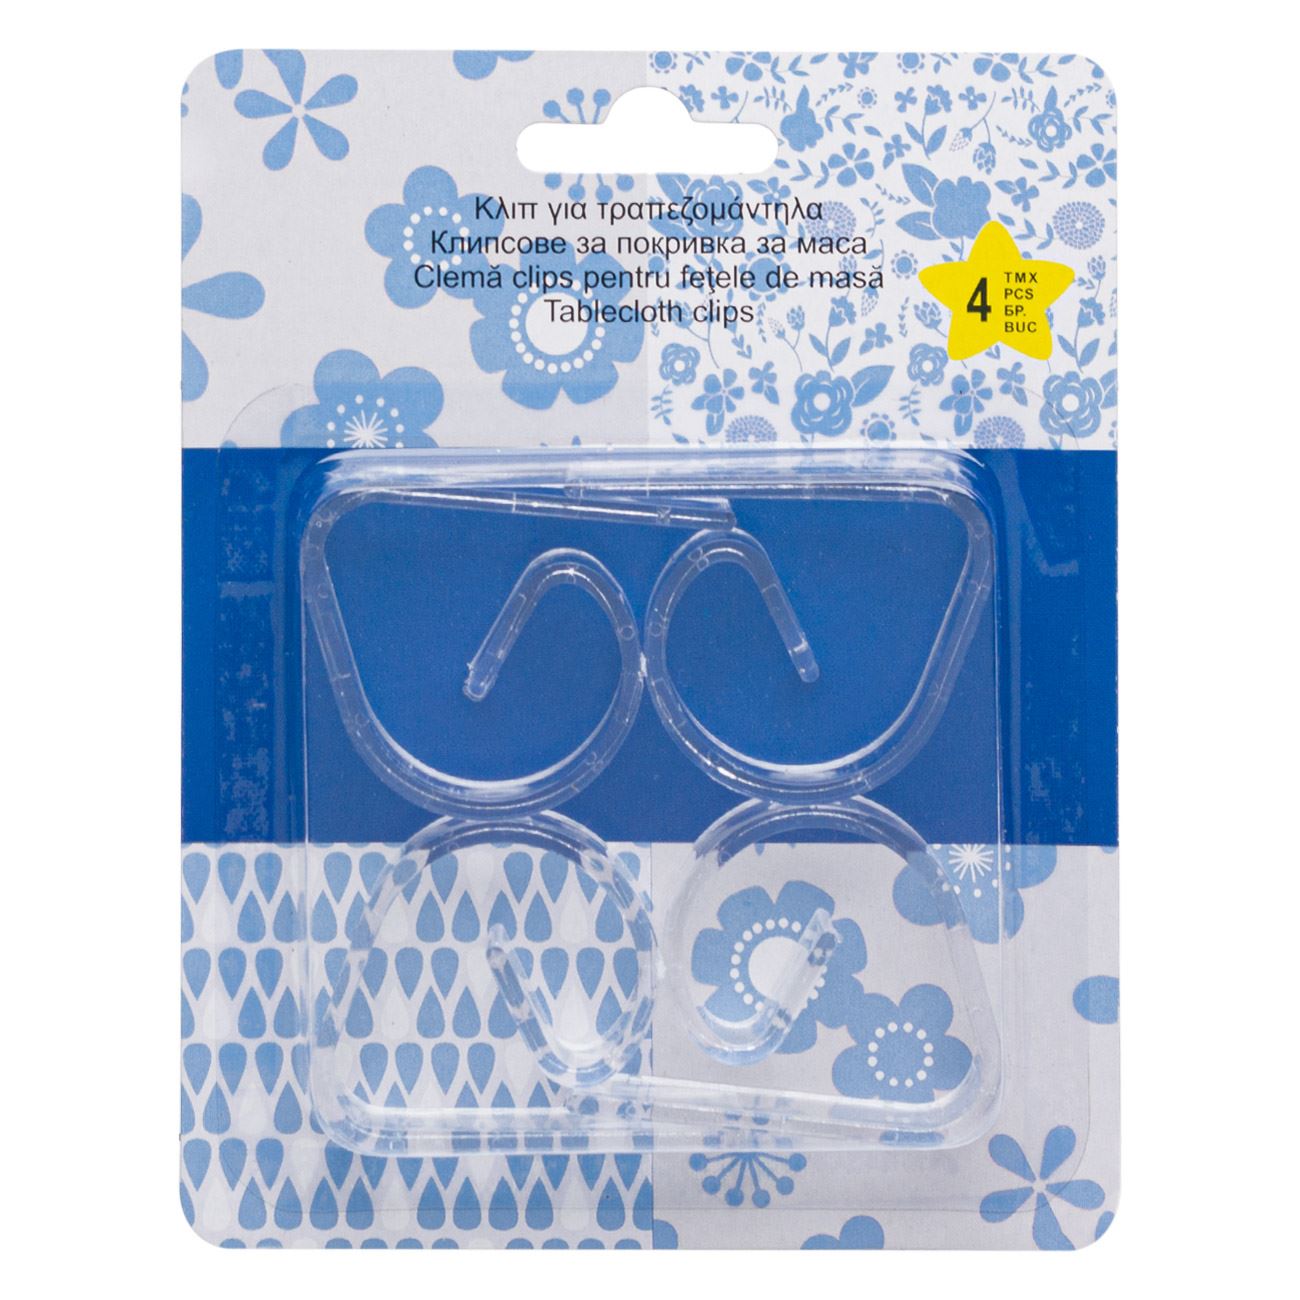 Κλιπ για τραπεζομάντηλα
Клипсове за покривка за маса
Clemă clips pentru feţele de masă
Tablecloth clips
4
TMX
PCS
БР.
BUC